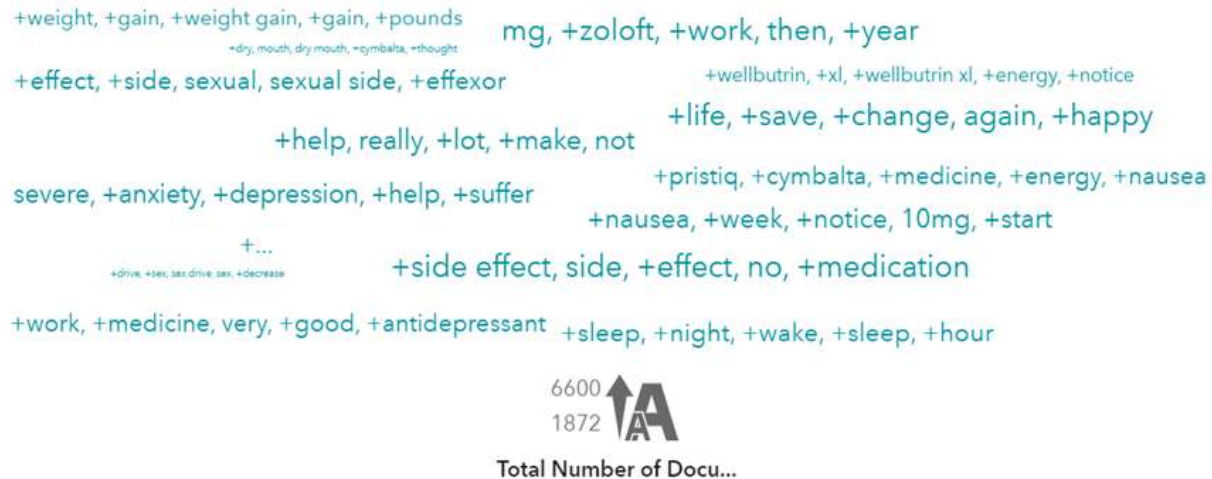 +weight, +gain, +weight gain, +gain, +pounds
mg, +zoloft, +work, then, +year
+dry, mouth, dry mouth, +cymbalta, +thought
+effect, +side, sexual, sexual side, +effexor
+wellbutrin, +xl, +wellbutrin xl, +energy, +notice
+life, +save, +change, again, +happy
+help, really, +lot, +make, not
+pristiq, +cymbalta, +medicine, +energy, +nausea
severe, +anxiety, +depression, +help, +suffer
+nausea, +week, +notice, 10mg, +start
+...
+drive, +sex, sex drive, sex, +decrease
+side effect, side, +effect, no, +medication
+work, +medicine, very, +good, +antidepressant
+sleep, +night, +wake, +sleep, +hour
6600
1872
Total Number of Docu...